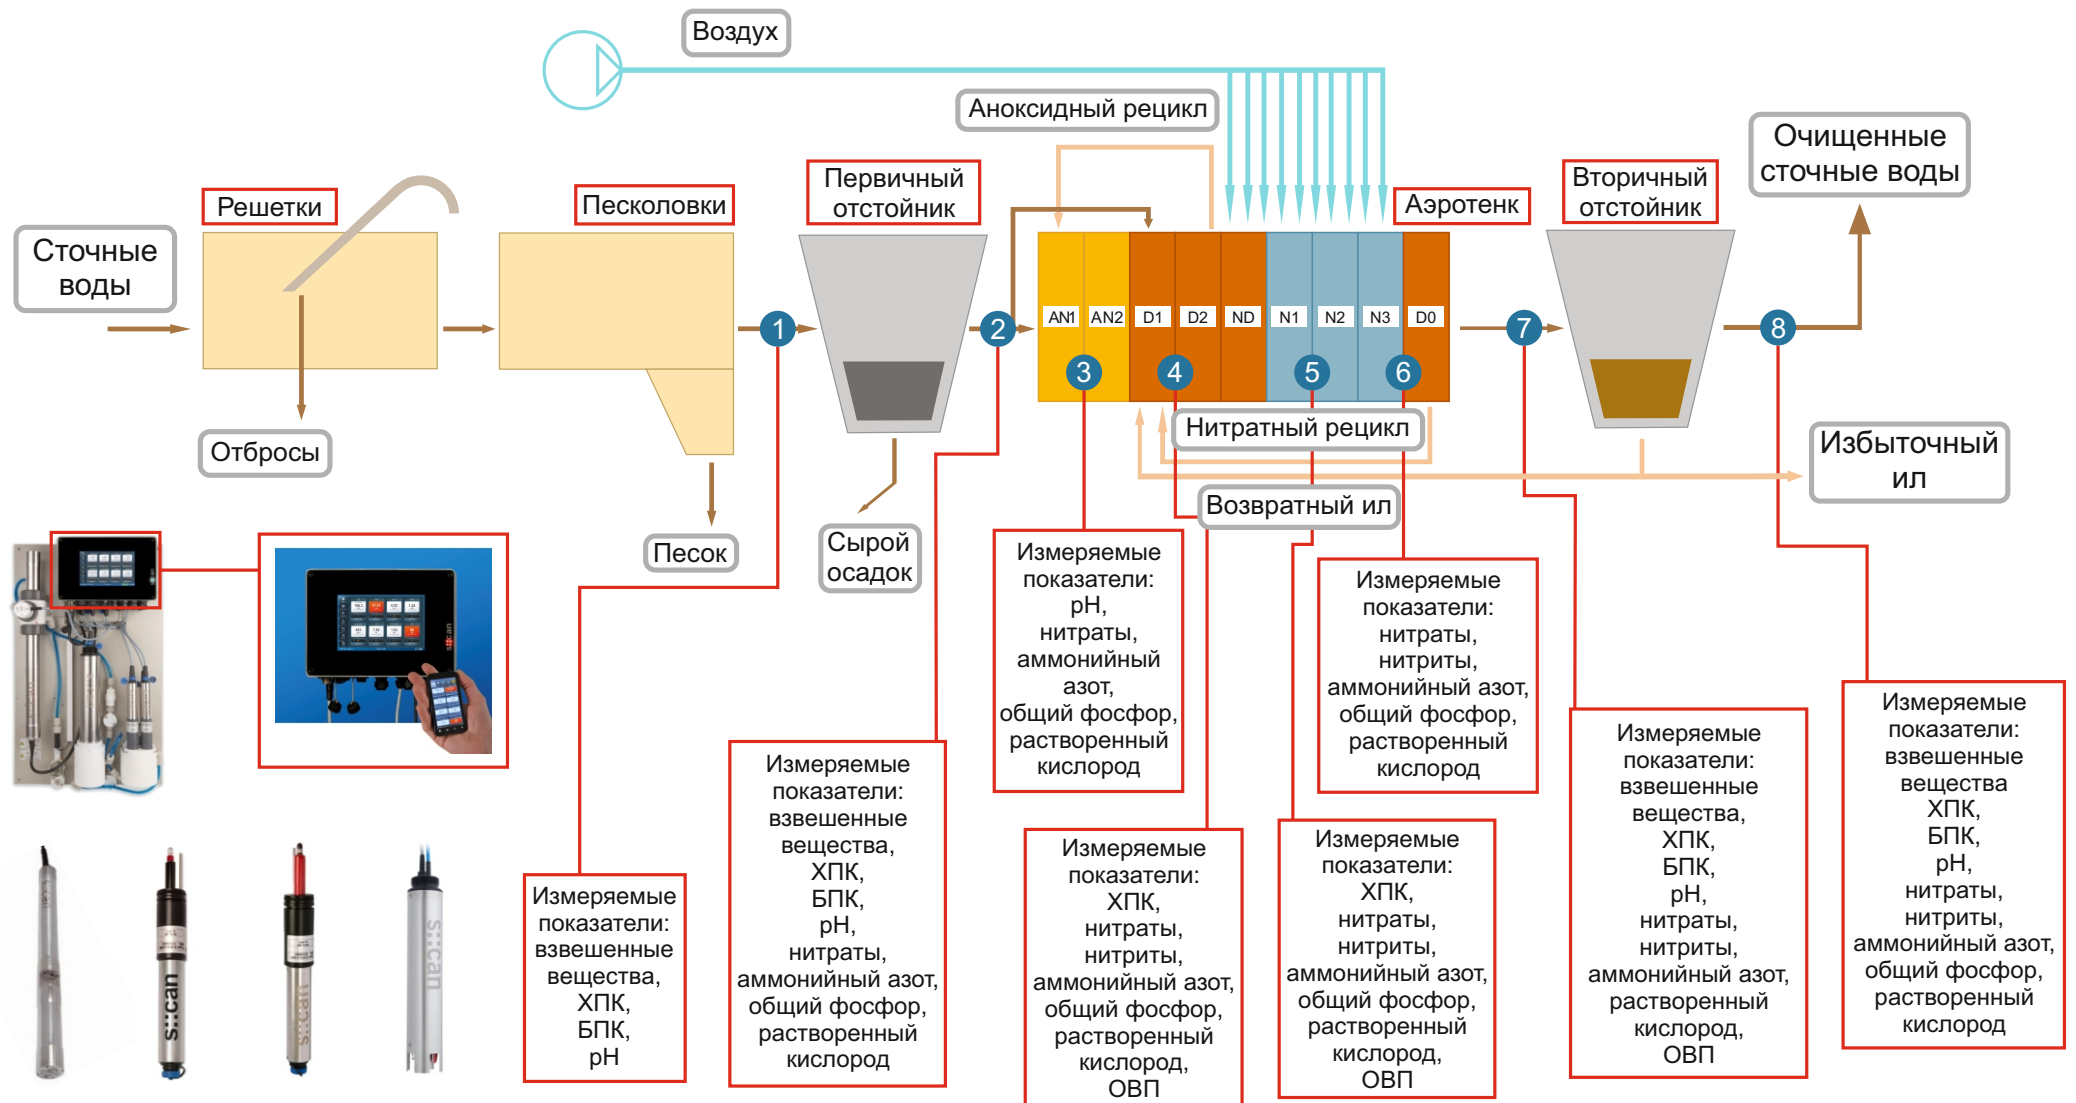 Воздух
Аноксидный рецикл
Очищенные
сточные воды
Решетки
Песколовки
Первичный
отстойник
Аэротенк
Вторичный
отстойник
Сточные
воды
AN1
AN2
D1
D2
ND
N1
N2
N3
D0
1
2
3
4
5
6
7
8
Отбросы
Нитратный рецикл
Избыточный
ил
Возвратный ил
Песок
Сырой
осадок
Измеряемые
показатели:
взвешенные
вещества,
ХПК,
БПК,
pH
Измеряемые
показатели:
взвешенные
вещества,
ХПК,
БПК,
pH,
нитраты,
аммонийный азот,
общий фосфор,
растворенный
кислород
Измеряемые
показатели:
pH,
нитраты,
аммонийный
азот,
общий фосфор,
растворенный
кислород
Измеряемые
показатели:
ХПК,
нитраты,
нитриты,
аммонийный азот,
общий фосфор,
растворенный
кислород,
ОВП
Измеряемые
показатели:
ХПК,
нитраты,
нитриты,
аммонийный азот,
общий фосфор,
растворенный
кислород,
ОВП
Измеряемые
показатели:
нитраты,
нитриты,
аммонийный азот,
общий фосфор,
растворенный
кислород
Измеряемые
показатели:
взвешенные
вещества,
ХПК,
БПК,
pH,
нитраты,
нитриты,
аммонийный азот,
растворенный
кислород,
ОВП
Измеряемые
показатели:
взвешенные
вещества
ХПК,
БПК,
pH,
нитраты,
нитриты,
аммонийный азот,
общий фосфор,
растворенный
кислород
s::can
s::can
s::can
s::can